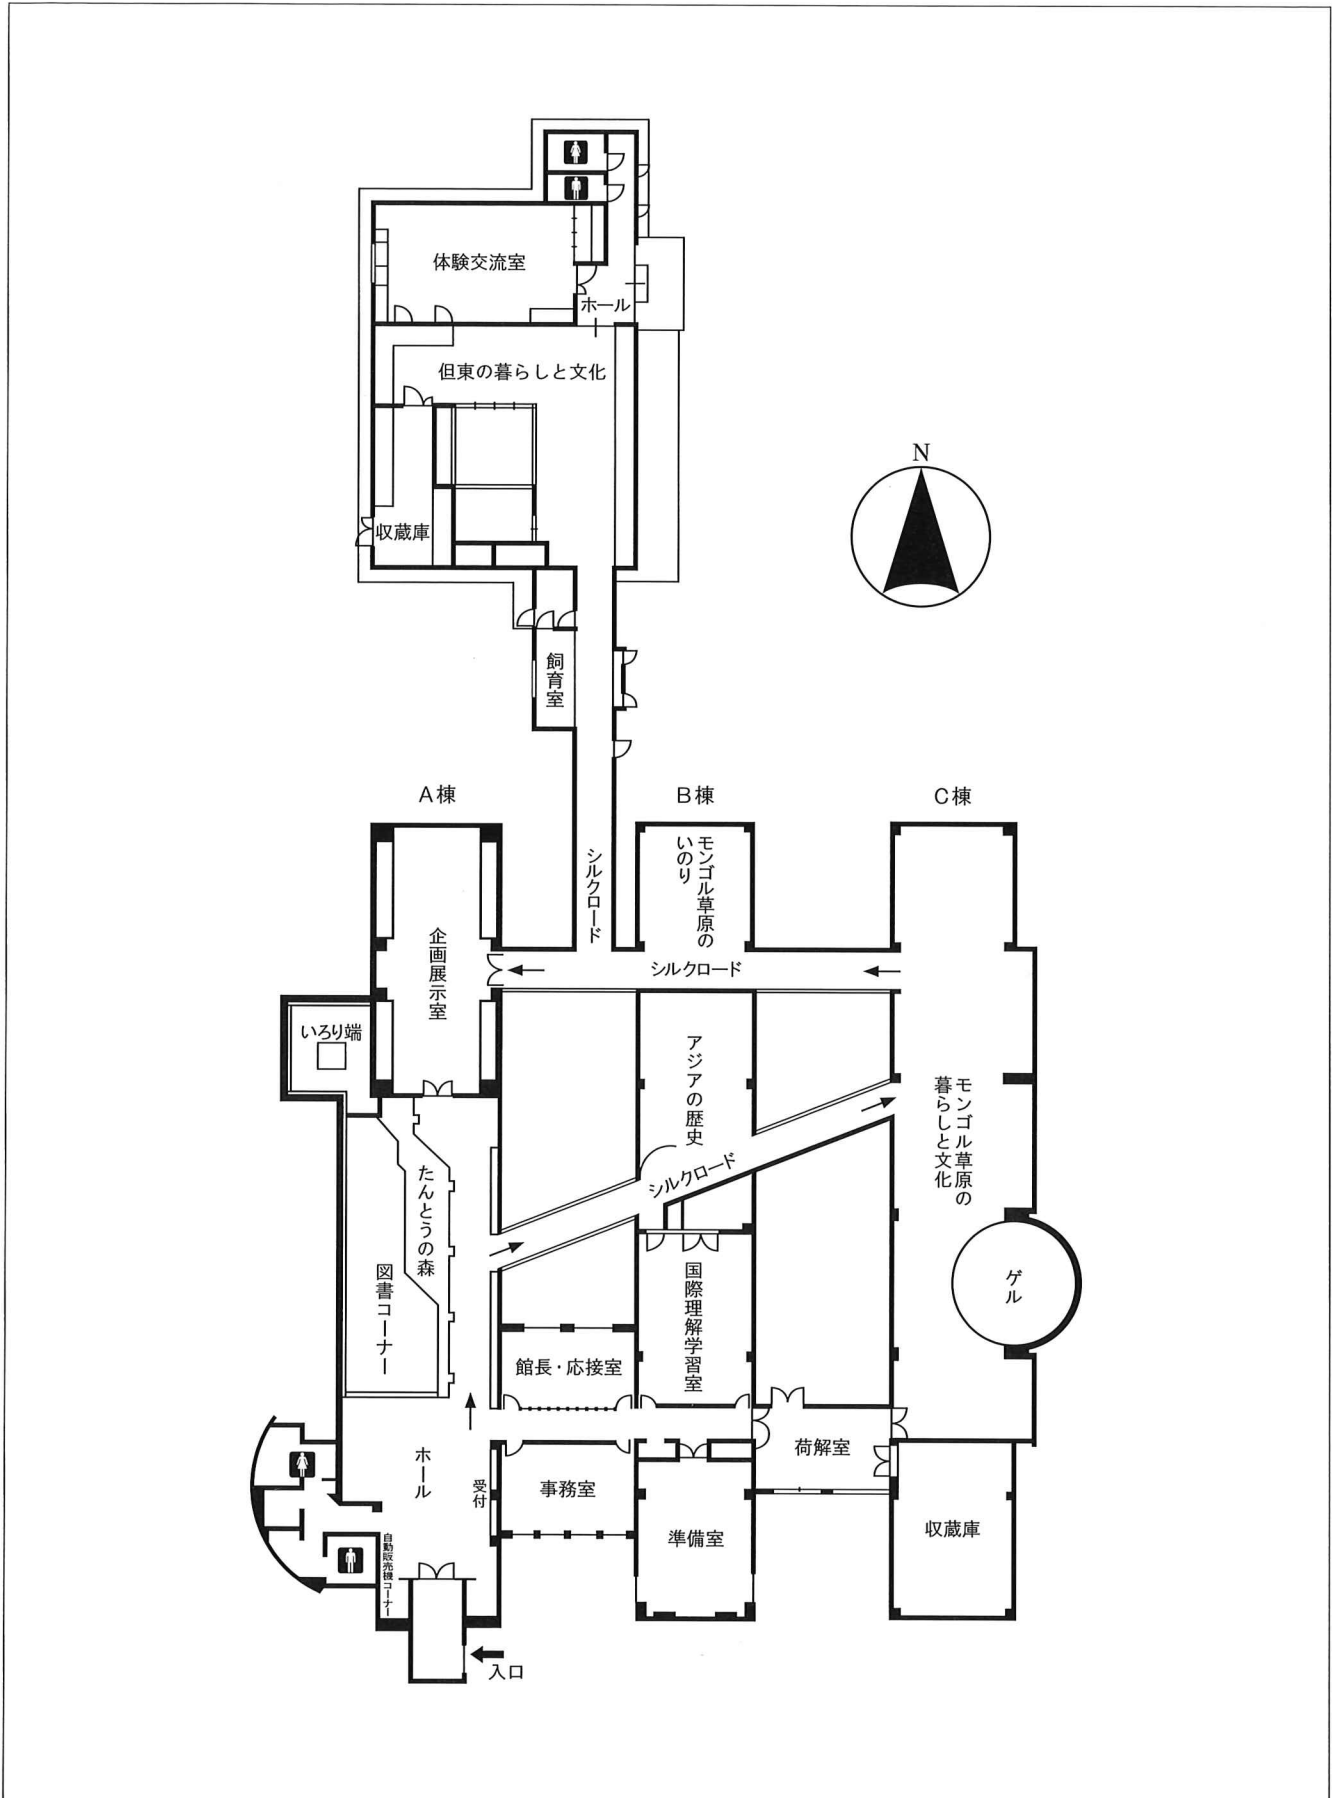 体験交流室
ホール
但東の暮らしと文化
N
収蔵庫
飼育室
A棟
B棟
C棟
シルクロード
モンゴル草原の
いのり
企画展示室
シルクロード
いろり端
アジアの歴史
モンゴル草原の
暮らしと文化
シルクロード
たんとうの森
図書コーナー
国際理解学習室
ゲル
館長・応接室
ホール
受付
事務室
荷解室
準備室
収蔵庫
自動販売機コーナー
入口